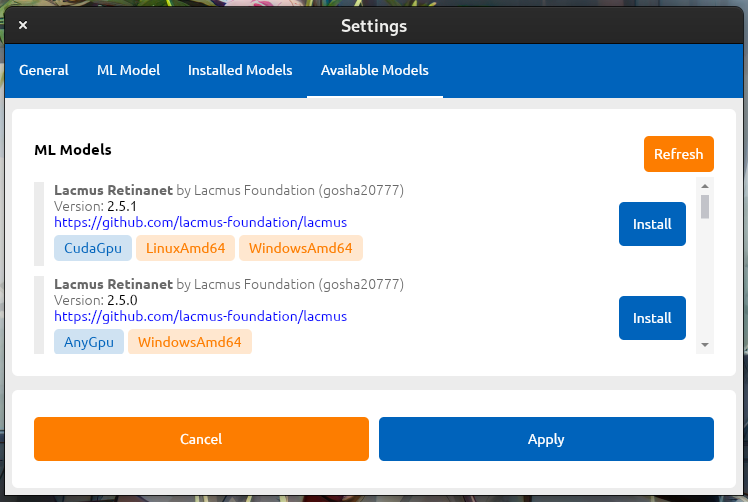 Settings
General ML Model Installed Models Available Models
ML Models
Refresh
Lacmus Retinanet by Lacmus Foundation (gosha20777)
Version: 2.5.1
https://github.com/lacmus-foundation/lacmus
Install
CudaGpu LinuxAmd64 WindowsAmd64
Lacmus Retinanet by Lacmus Foundation (gosha20777)
Version: 2.5.0
https://github.com/lacmus-foundation/lacmus
Install
AnyGpu WindowsAmd64
Cancel Apply